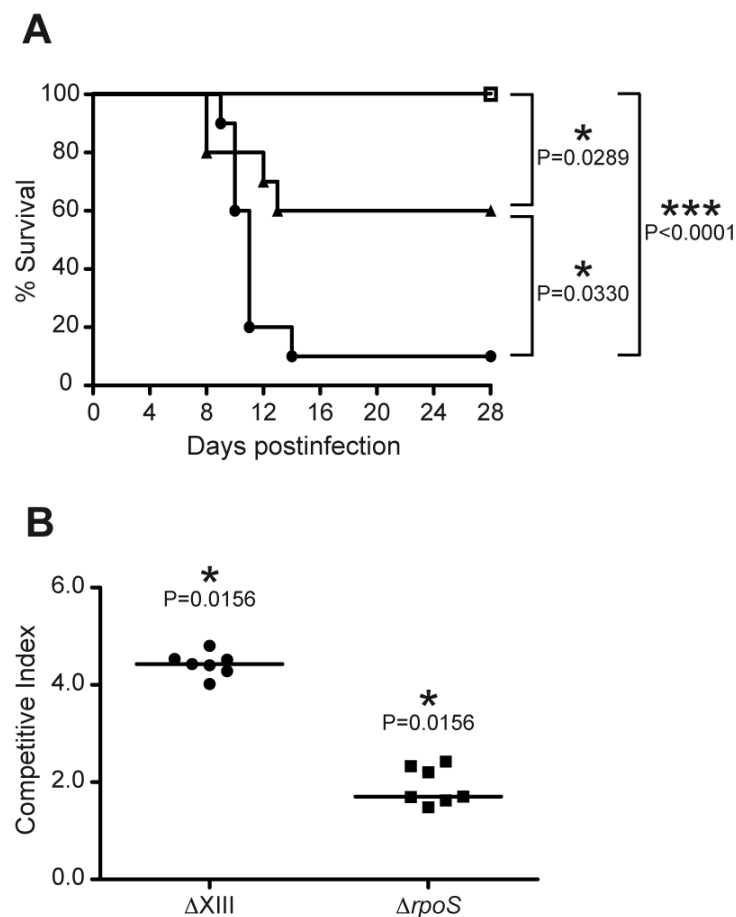 A
100
80
60
40
20
0
% Survival
0 4 8 12 16 20 24 28
Days postinfection
*
P=0.0289
*
P=0.0330
***
P<0.0001
B
6.0
4.0
2.0
0.0
Competitive Index
*
P=0.0156
*
P=0.0156
ΔXIII ΔrpoS